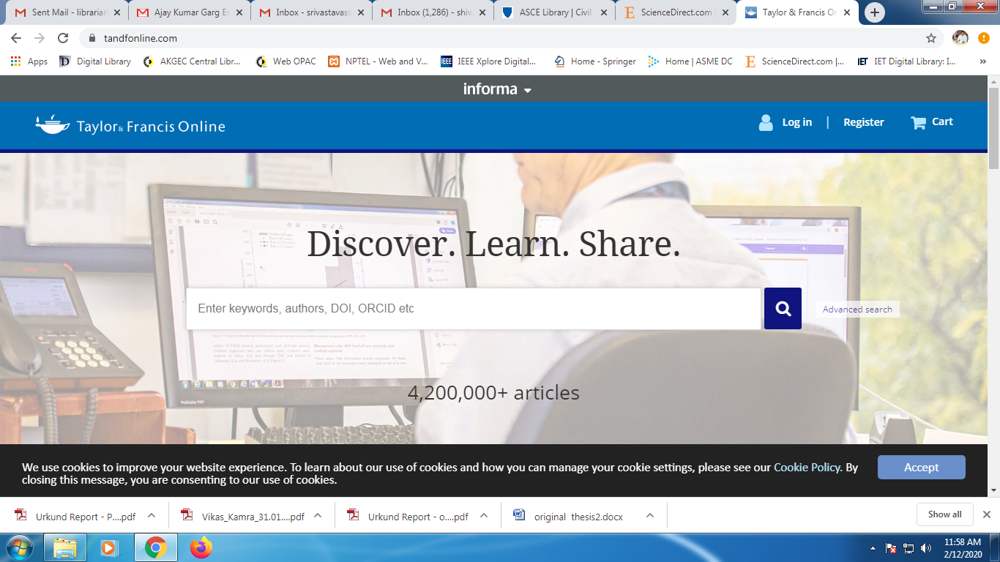 Sent Mail - librarian
Ajay Kumar Garg En
Inbox - srivastavass
Inbox (1,286) - shiv
ASCE Library | Civil
ScienceDirect.com |
Taylor & Francis Or
tandfonline.com
Apps
Digital Library
AKGEC Central Libr...
Web OPAC
NPTEL - Web and V...
IEEE Xplore Digital...
Home - Springer
Home | ASME DC
ScienceDirect.com |...
IET Digital Library: I...
informa
Taylor & Francis Online
Log in | Register
Cart
Discover. Learn. Share.
Enter keywords, authors, DOI, ORCID etc
Advanced search
4,200,000+ articles
We use cookies to improve your website experience. To learn about our use of cookies and how you can manage your cookie settings, please see our Cookie Policy. By
closing this message, you are consenting to our use of cookies.
Accept
Urkund Report - P....pdf
Vikas_Kamra_31.01....pdf
Urkund Report - o....pdf
original thesis2.docx
Show all
11:58 AM
2/12/2020